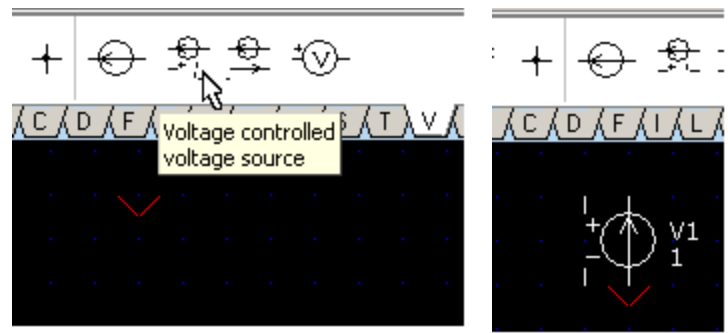 V
C D F S T V
Voltage controlled
voltage source
C D F I L
V1
1